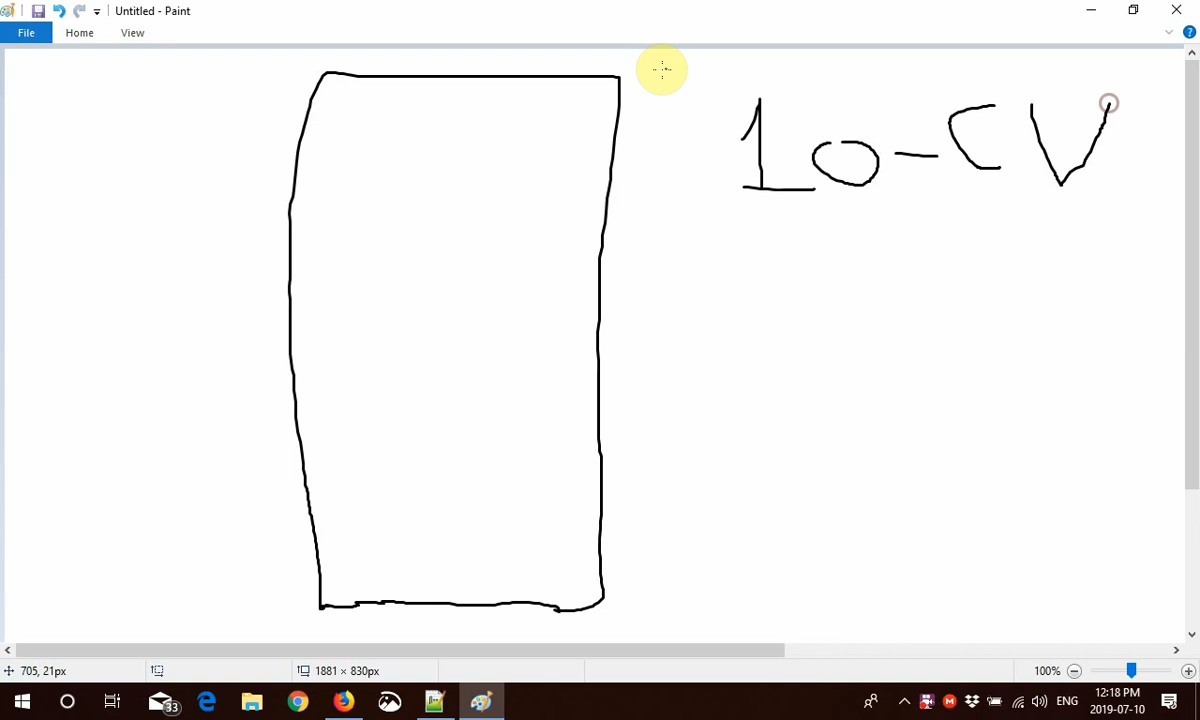 Untitled - Paint
File Home View
10-CV
705, 21px
1881 × 830px
100%
33
ENG
12:18 PM
2019-07-10